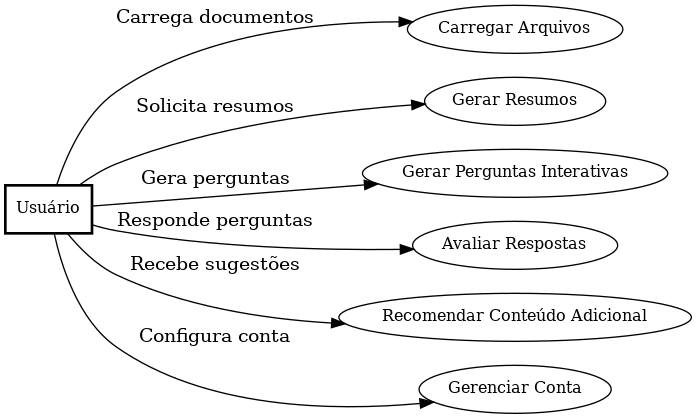 Carrega documentos
Carregar Arquivos
Solicita resumos
Gerar Resumos
Gera perguntas
Gerar Perguntas Interativas
Usuário
Responde perguntas
Avaliar Respostas
Recebe sugestões
Recomendar Conteúdo Adicional
Configura conta
Gerenciar Conta